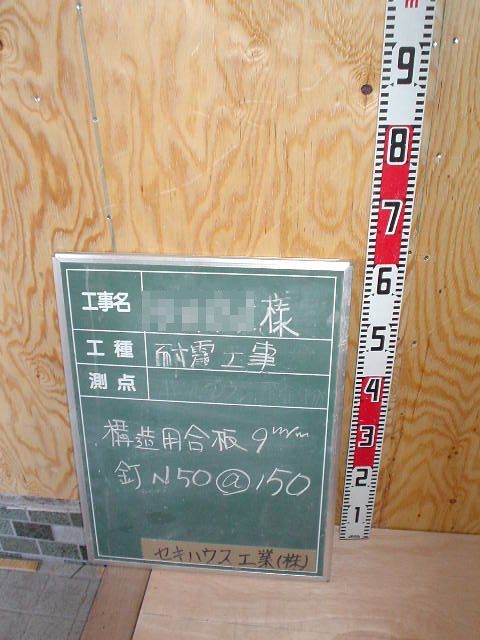 工事名 様
工種 耐震工事
測点
構造用合板 9m/m
釘 N50 @150
セキハウス工業(株)
m
9
8
7
6
5
4
3
2
1